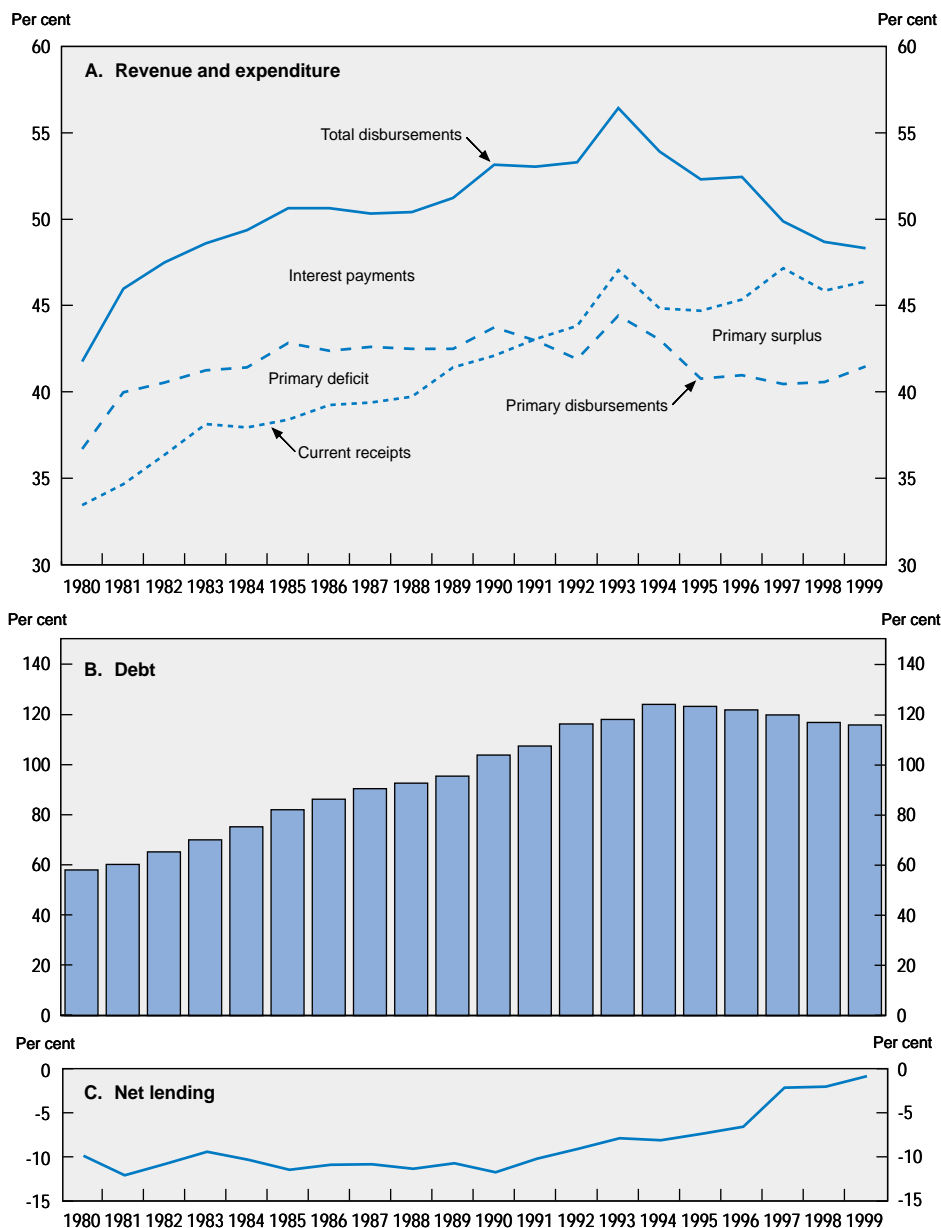 Per cent Per cent
60 60
A. Revenue and expenditure
Total disbursements
55 55
50 50
Interest payments
45 45
Primary surplus
Primary deficit
40 40
Primary disbursements
Current receipts
35 35
30 30
1980 1981 1982 1983 1984 1985 1986 1987 1988 1989 1990 1991 1992 1993 1994 1995 1996 1997 1998 1999
Per cent Per cent
B. Debt
140 140
120 120
100 100
80 80
60 60
40 40
20 20
0 0
Per cent Per cent
0 0
C. Net lending
-5 -5
-10 -10
-15 -15
1980 1981 1982 1983 1984 1985 1986 1987 1988 1989 1990 1991 1992 1993 1994 1995 1996 1997 1998 1999